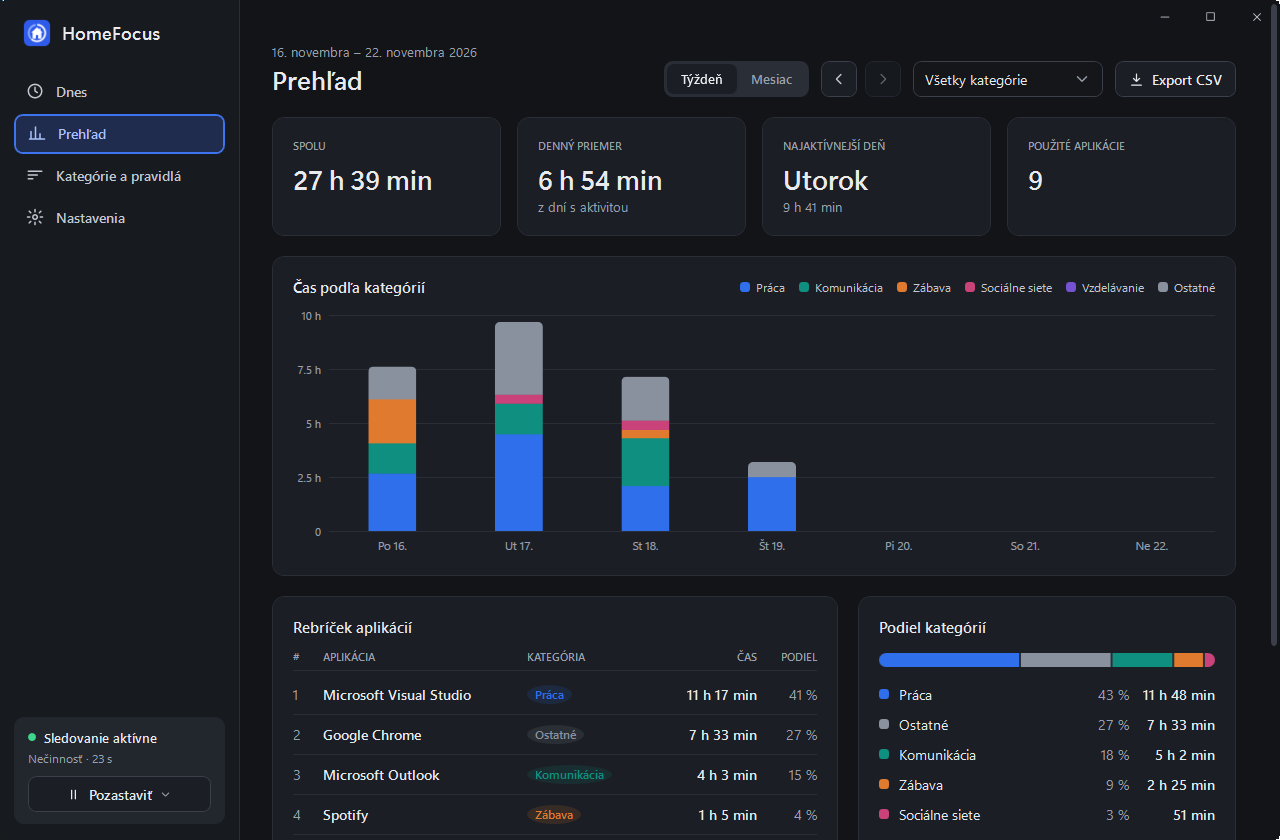 HomeFocus
Dnes
Prehľad
Kategórie a pravidlá
Nastavenia
Sledovanie aktívne
Nečinnosť · 23 s
Pozastaviť
16. novembra – 22. novembra 2026
Prehľad
Týždeň Mesiac
Všetky kategórie
Export CSV
SPOLU
27 h 39 min
DENNÝ PRIEMER
6 h 54 min
z dní s aktivitou
NAJAKTÍVNEJŠÍ DEŇ
Utorok
9 h 41 min
POUŽITÉ APLIKÁCIE
9
Čas podľa kategórií
Práca Komunikácia Zábava Sociálne siete Vzdelávanie Ostatné
10 h
7.5 h
5 h
2.5 h
0
Po 16. Ut 17. St 18. Št 19. Pi 20. So 21. Ne 22.
Rebríček aplikácií
# APLIKÁCIA KATEGÓRIA ČAS PODIEL
1 Microsoft Visual Studio Práca 11 h 17 min 41 %
2 Google Chrome Ostatné 7 h 33 min 27 %
3 Microsoft Outlook Komunikácia 4 h 3 min 15 %
4 Spotify Zábava 1 h 5 min 4 %
Podiel kategórií
Práca 43 % 11 h 48 min
Ostatné 27 % 7 h 33 min
Komunikácia 18 % 5 h 2 min
Zábava 9 % 2 h 25 min
Sociálne siete 3 % 51 min